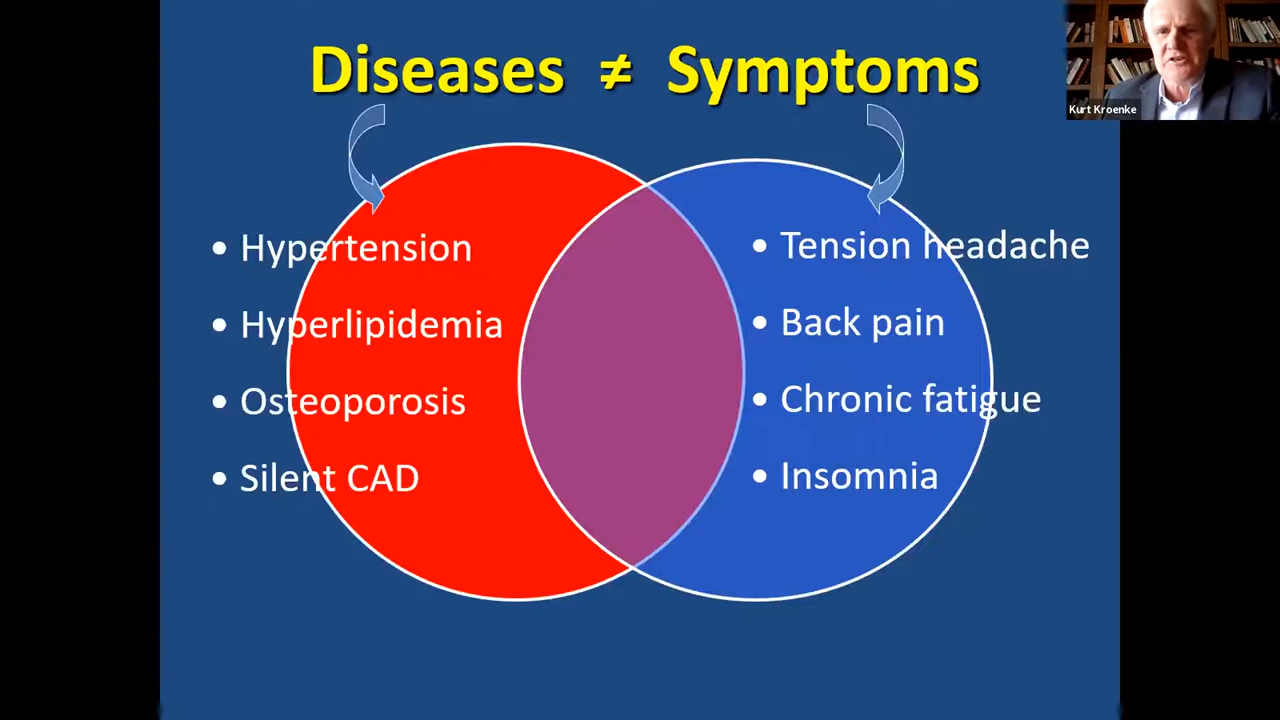 Diseases ≠ Symptoms
Kurt Kroenke
• Hypertension
• Hyperlipidemia
• Osteoporosis
• Silent CAD
• Tension headache
• Back pain
• Chronic fatigue
• Insomnia